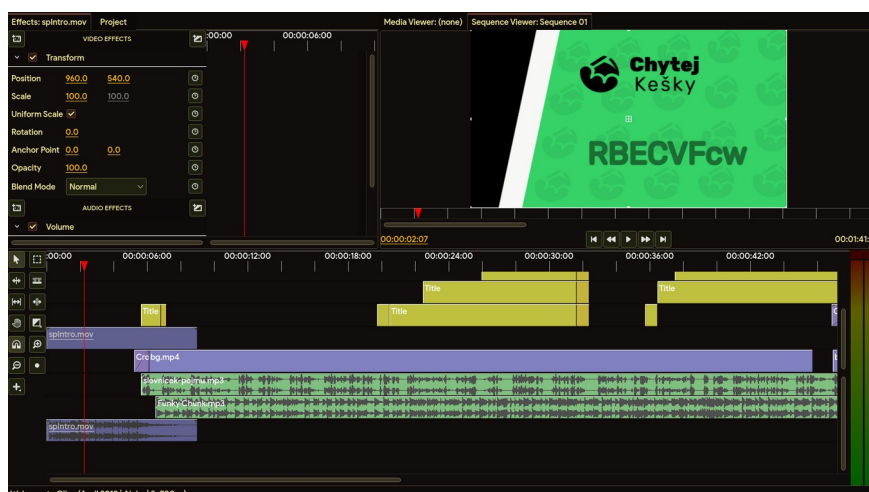 Effects: spIntro.mov Project
Media Viewer: (none) Sequence Viewer: Sequence 01
VIDEO EFFECTS
:00:00 00:00:06:00
Transform
Position 960.0 540.0
Scale 100.0 100.0
Uniform Scale
Rotation 0.0
Anchor Point 0.0 0.0
Opacity 100.0
Blend Mode Normal
AUDIO EFFECTS
Volume
Chytej
Kešky
RBECVFcw
00:00:02:07 00:01:41:
:00:00 00:00:06:00 00:00:12:00 00:00:18:00 00:00:24:00 00:00:30:00 00:00:36:00 00:00:42:00
Title Title
Title Title
spIntro.mov
bg.mp4
slovnicek-pojmu.mp3
Funky Chunk.mp3
spIntro.mov